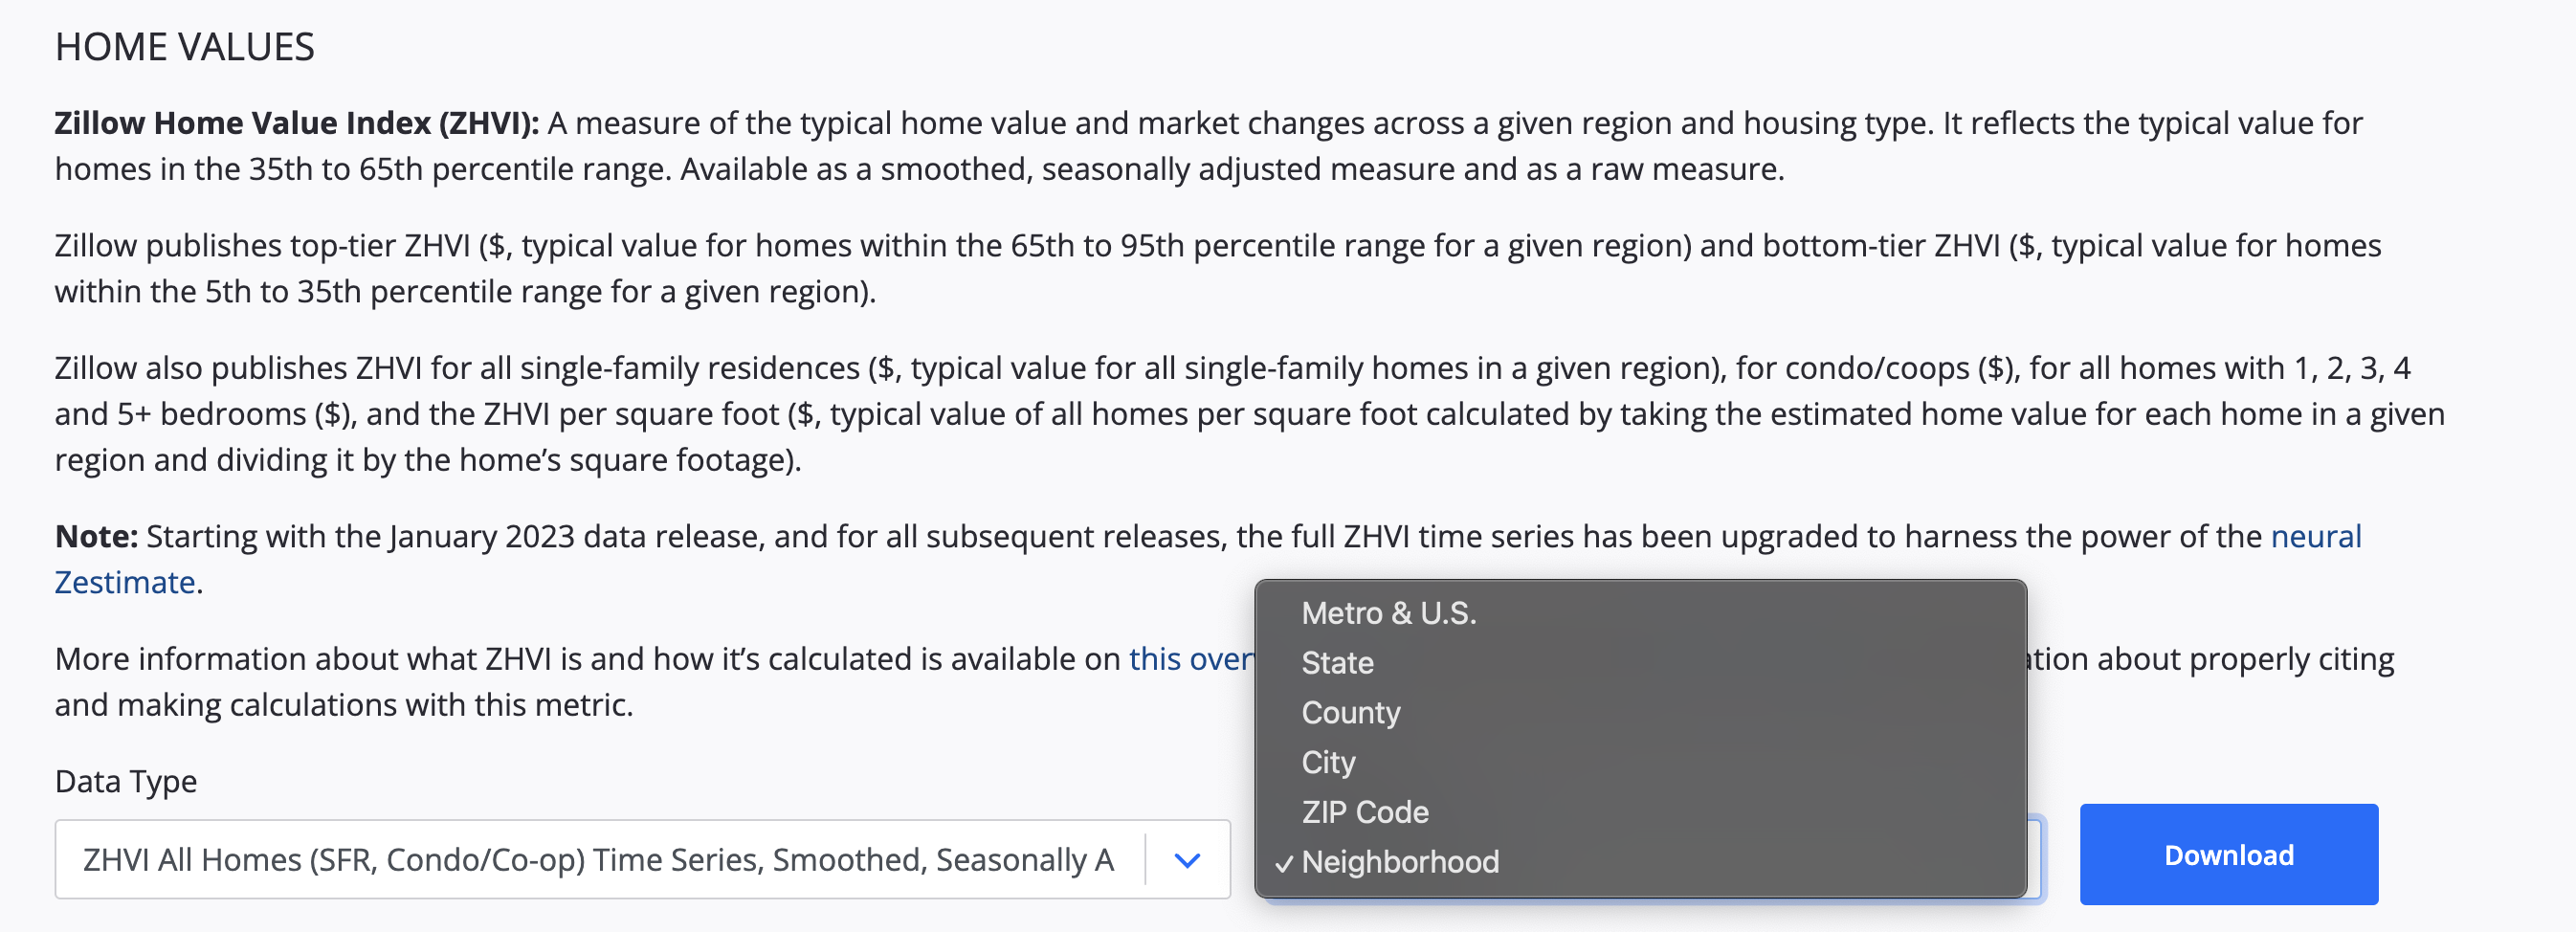 HOME VALUES
Zillow Home Value Index (ZHVI): A measure of the typical home value and market changes across a given region and housing type. It reflects the typical value for
homes in the 35th to 65th percentile range. Available as a smoothed, seasonally adjusted measure and as a raw measure.
Zillow publishes top-tier ZHVI ($, typical value for homes within the 65th to 95th percentile range for a given region) and bottom-tier ZHVI ($, typical value for homes
within the 5th to 35th percentile range for a given region).
Zillow also publishes ZHVI for all single-family residences ($, typical value for all single-family homes in a given region), for condo/coops ($), for all homes with 1, 2, 3, 4
and 5+ bedrooms ($), and the ZHVI per square foot ($, typical value of all homes per square foot calculated by taking the estimated home value for each home in a given
region and dividing it by the home’s square footage).
Note: Starting with the January 2023 data release, and for all subsequent releases, the full ZHVI time series has been upgraded to harness the power of the neural
Zestimate.
More information about what ZHVI is and how it’s calculated is available on this about properly citing
and making calculations with this metric.
Metro & U.S.
State
County
City
ZIP Code
✓ Neighborhood
Data Type
ZHVI All Homes (SFR, Condo/Co-op) Time Series, Smoothed, Seasonally A
Download